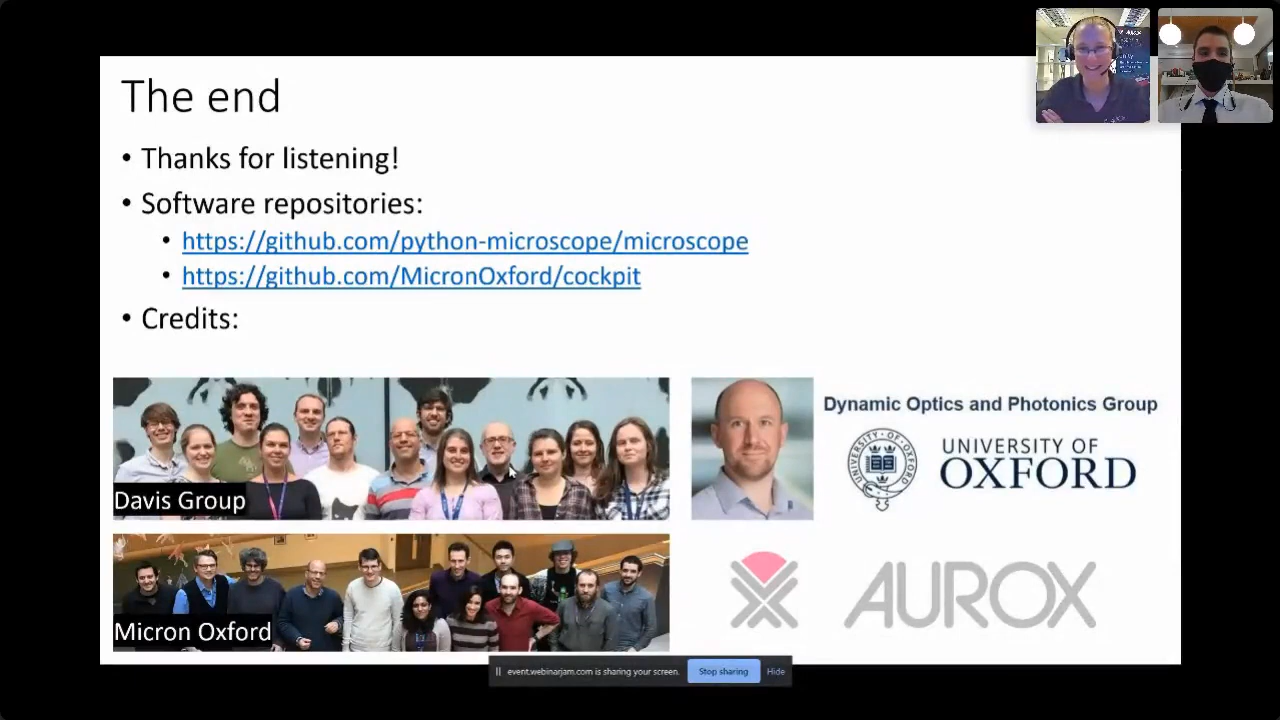 The end
• Thanks for listening!
• Software repositories:
• https://github.com/python-microscope/microscope
• https://github.com/MicronOxford/cockpit
• Credits:
Davis Group
Dynamic Optics and Photonics Group
UNIVERSITY OF
OXFORD
Micron Oxford
AUROX
event.webinarjam.com is sharing your screen.
Stop sharing
Hide